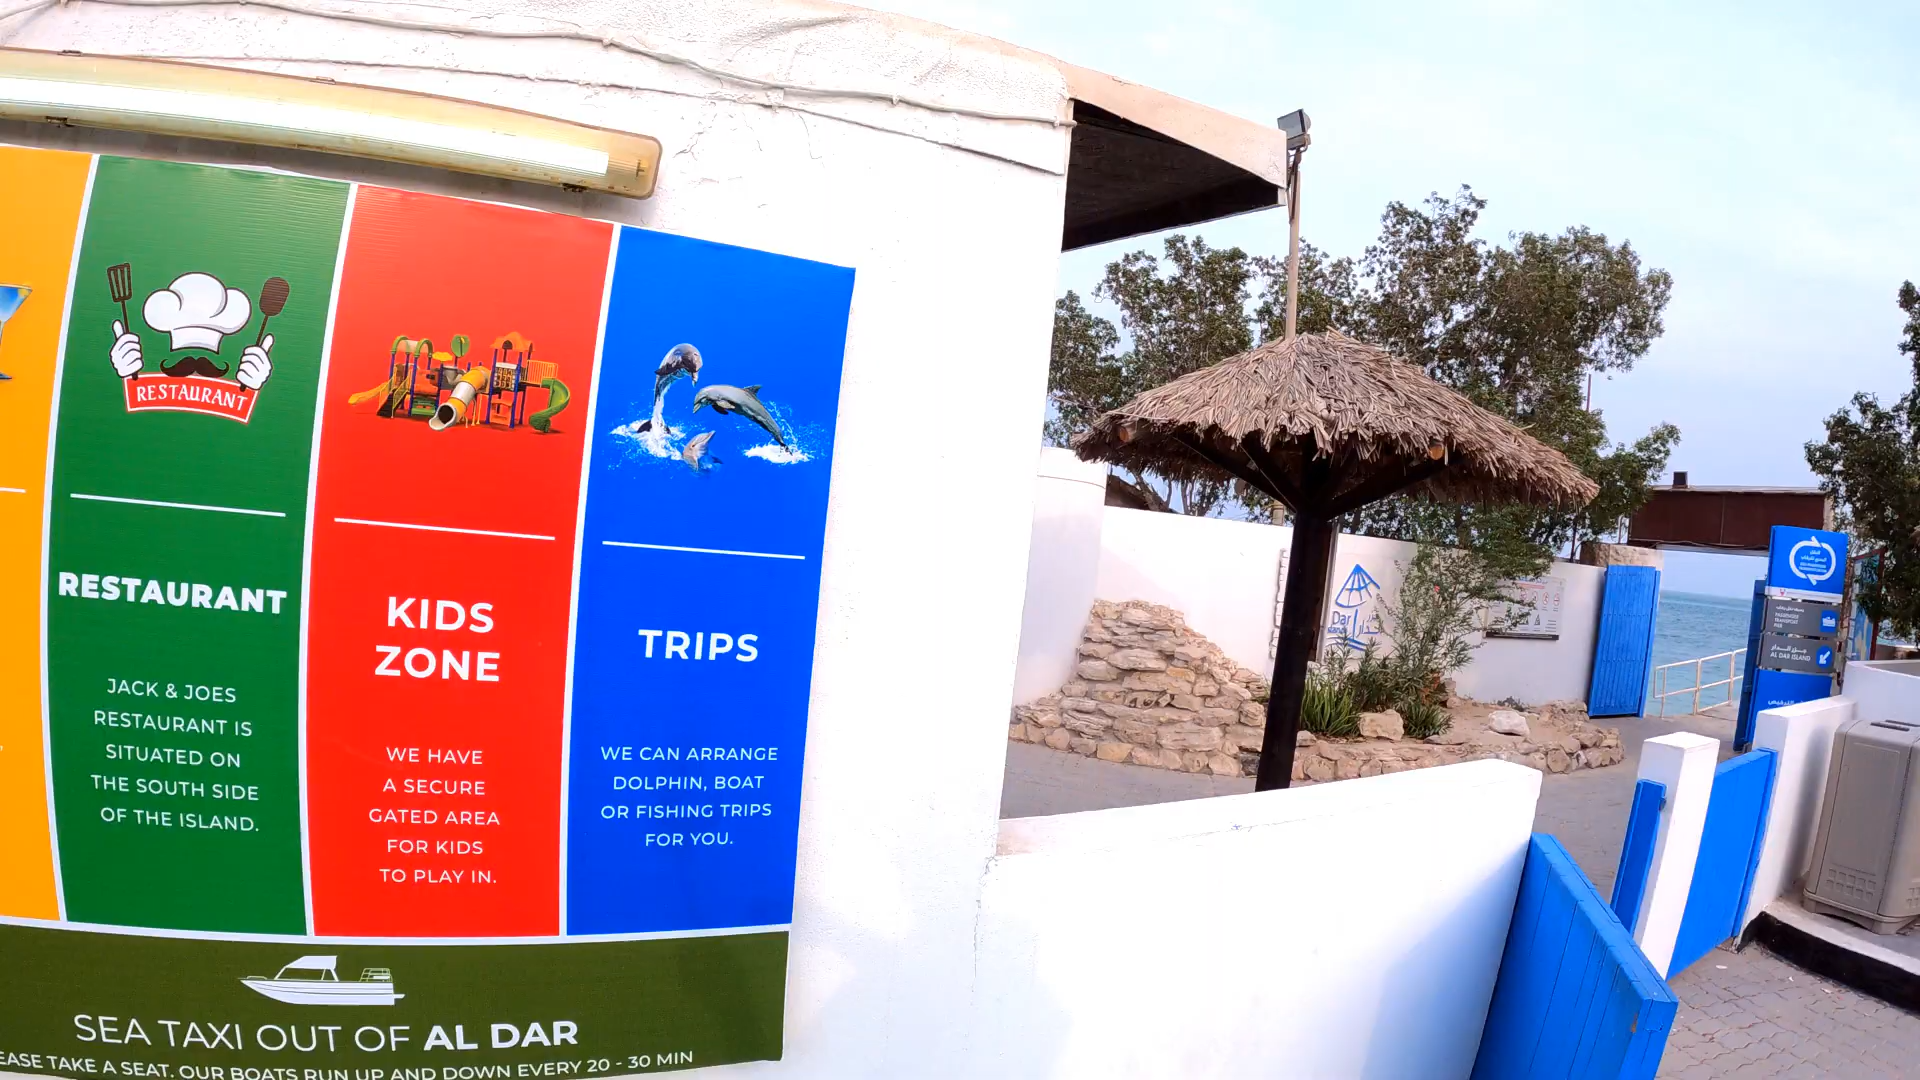 RESTAURANT
RESTAURANT
JACK & JOES
RESTAURANT IS
SITUATED ON
THE SOUTH SIDE
OF THE ISLAND.
KIDS
ZONE
WE HAVE
A SECURE
GATED AREA
FOR KIDS
TO PLAY IN.
TRIPS
WE CAN ARRANGE
DOLPHIN, BOAT
OR FISHING TRIPS
FOR YOU.
SEA TAXI OUT OF AL DAR
TAKE A SEAT. OUR BOATS RUN UP AND DOWN EVERY 20 - 30 MIN
Dar
PASSENGERS
TRANSPORT
AL DAR ISLAND